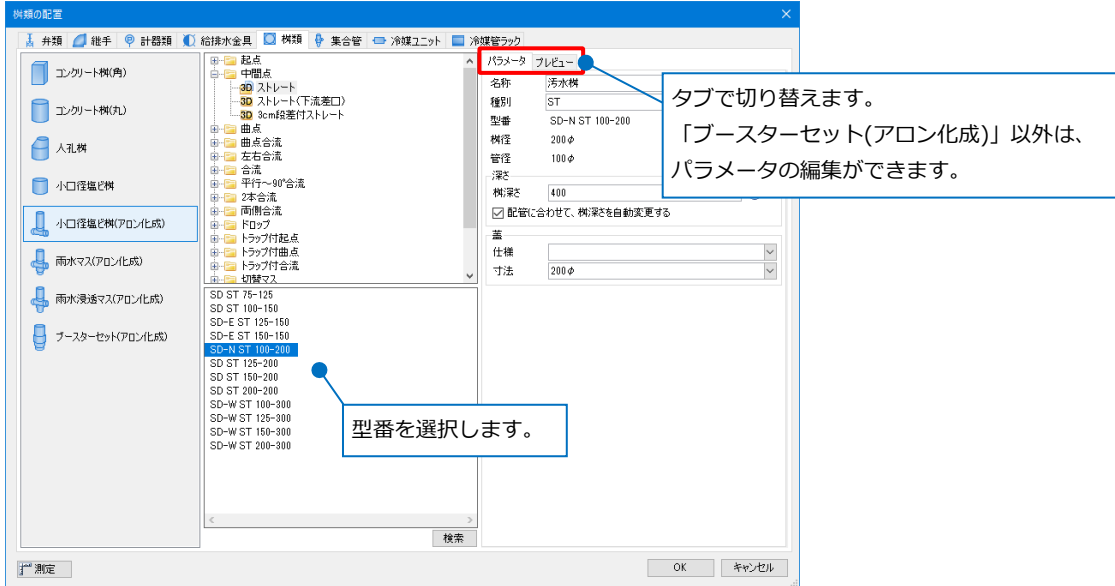 桝類の配置
弁類 継手 計器類 給排水金具 桝類 集合管 冷媒ユニット 冷媒管ラック
コンクリート桝(角)
コンクリート桝(丸)
人孔桝
小口径塩ビ桝
小口径塩ビ桝(アロン化成)
雨水マス(アロン化成)
雨水浸透マス(アロン化成)
ブースターセット(アロン化成)
起点
中間点
3D ストレート
3D ストレート(下流差口)
3D 3cm段差付ストレート
曲点
曲点合流
左右合流
合流
平行～90°合流
2本合流
両側合流
ドロップ
トラップ付起点
トラップ付曲点
トラップ付合流
切替マス
SD ST 75-125
SD ST 100-150
SD-E ST 125-150
SD-E ST 150-150
SD-N ST 100-200
SD ST 125-200
SD ST 150-200
SD ST 200-200
SD-W ST 100-300
SD-W ST 125-300
SD-W ST 150-300
SD-W ST 200-300
型番を選択します。
検索
パラメータ プレビュー
名称 汚水桝
種別 ST
型番 SD-N ST 100-200
桝径 200φ
管径 100φ
深さ
桝深さ 400
配管に合わせて、桝深さを自動変更する
蓋
仕様
寸法 200φ
タブで切り替えます。
「ブースターセット(アロン化成)」以外は、
パラメータの編集ができます。
測定
OK キャンセル